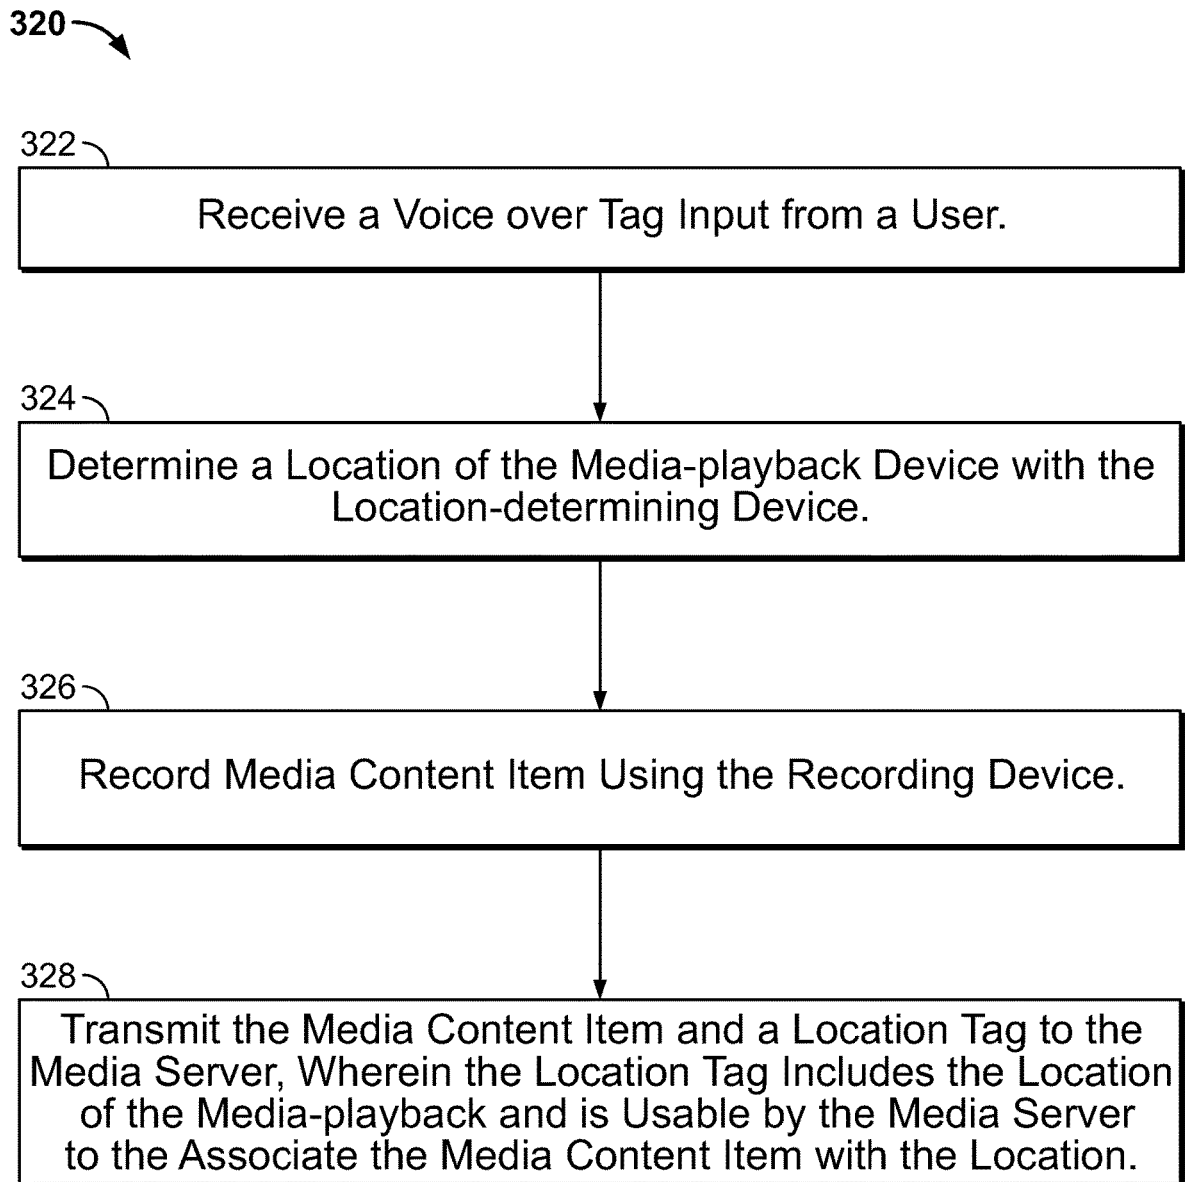 320
322
Receive a Voice over Tag Input from a User.
324
Determine a Location of the Media-playback Device with the
Location-determining Device.
326
Record Media Content Item Using the Recording Device.
328
Transmit the Media Content Item and a Location Tag to the
Media Server, Wherein the Location Tag Includes the Location
of the Media-playback and is Usable by the Media Server
to the Associate the Media Content Item with the Location.